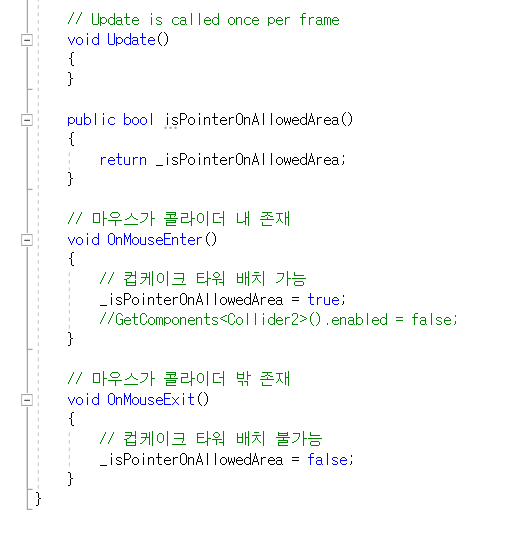 // Update is called once per frame
void Update()
{
}
public bool isPointerOnAllowedArea()
{
return _isPointerOnAllowedArea;
}
// 마우스가 콜라이더 내 존재
void OnMouseEnter()
{
// 컵케이크 타워 배치 가능
_isPointerOnAllowedArea = true;
//GetComponents<Collider2>().enabled = false;
}
// 마우스가 콜라이더 밖 존재
void OnMouseExit()
{
// 컵케이크 타워 배치 불가능
_isPointerOnAllowedArea = false;
}
}